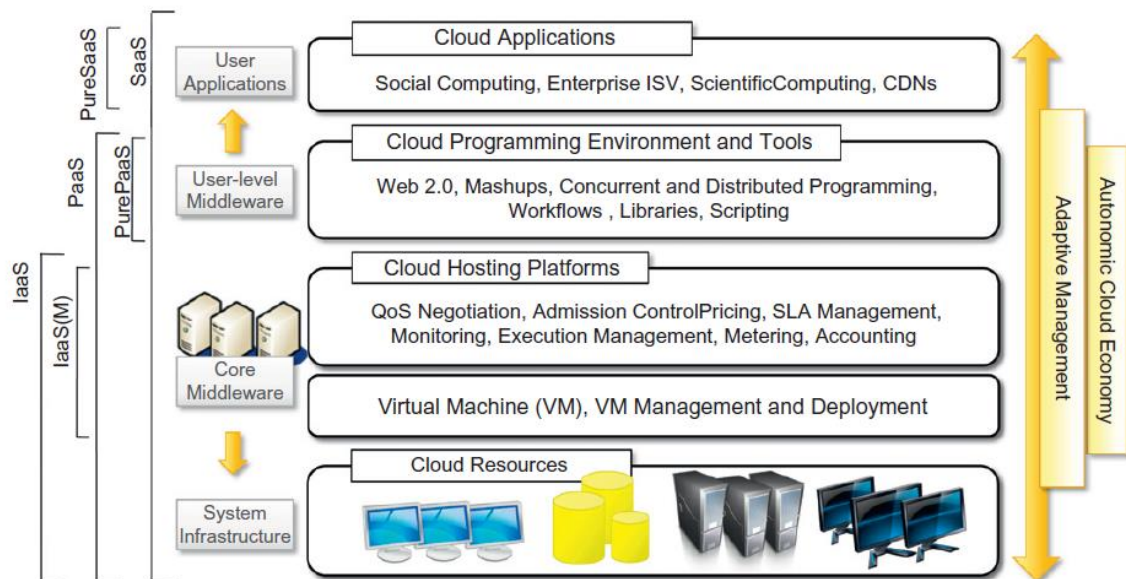 PureSaaS
SaaS
User
Applications
Cloud Applications
Social Computing, Enterprise ISV, ScientificComputing, CDNs
PaaS
PurePaaS
User-level
Middleware
Cloud Programming Environment and Tools
Web 2.0, Mashups, Concurrent and Distributed Programming,
Workflows , Libraries, Scripting
IaaS
IaaS(M)
Core
Middleware
Cloud Hosting Platforms
QoS Negotiation, Admission ControlPricing, SLA Management,
Monitoring, Execution Management, Metering, Accounting
Virtual Machine (VM), VM Management and Deployment
System
Infrastructure
Cloud Resources
Adaptive Management
Autonomic Cloud Economy